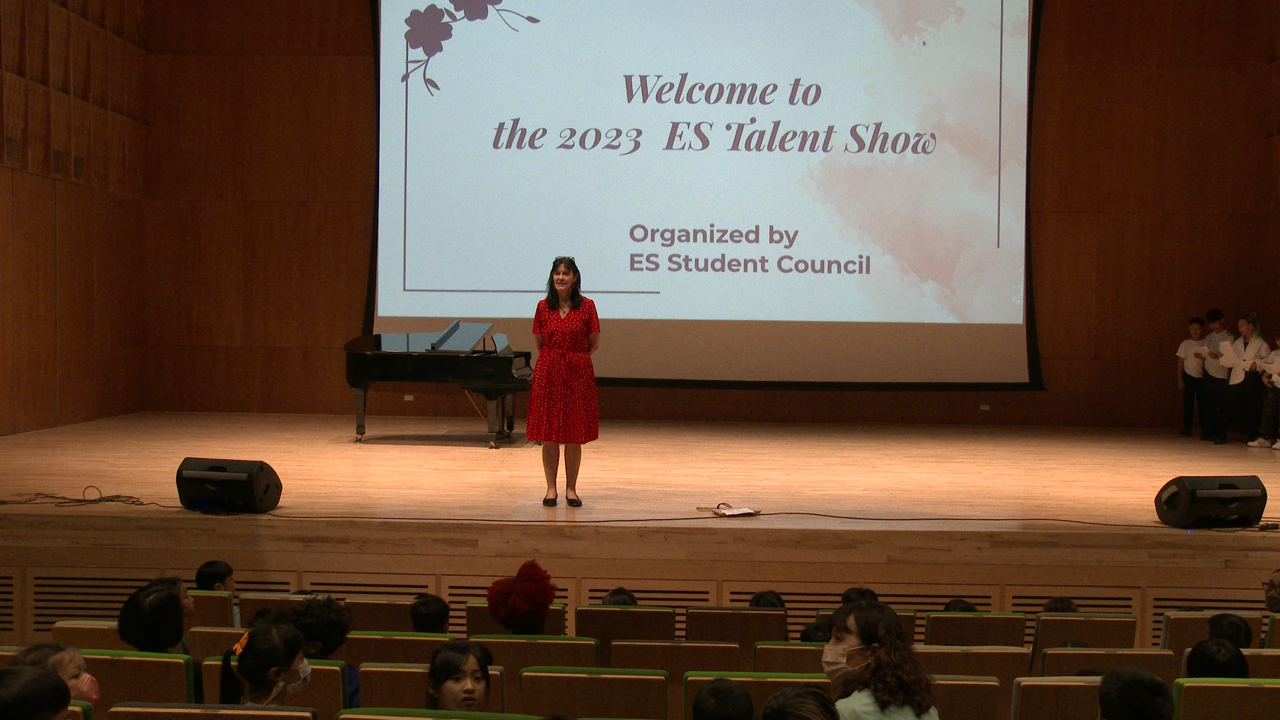 Welcome to
the 2023 ES Talent Show
Organized by
ES Student Council